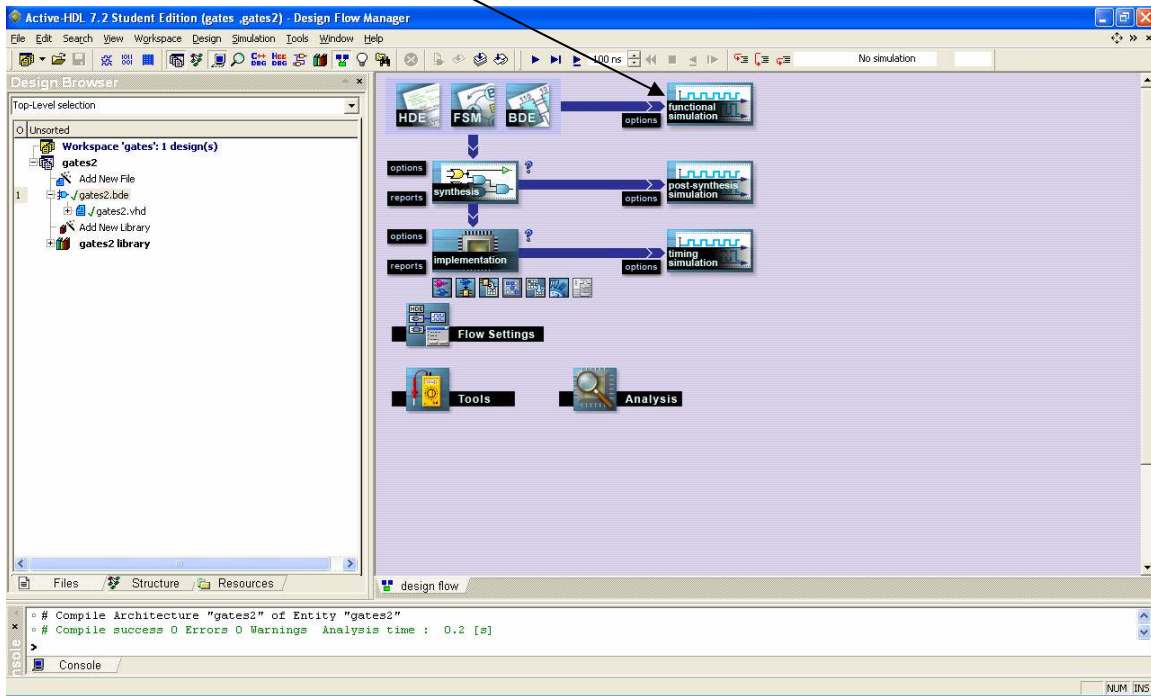 Active-HDL 7.2 Student Edition (gates ,gates2) - Design Flow Manager
File Edit Search View Workspace Design Simulation Tools Window Help
C++ DBG HDE DBG 100 ns No simulation
Design Browser
Top-Level selection
O Unsorted
Workspace 'gates': 1 design(s)
gates2
Add New File
1 gates2.bde
gates2.vhd
Add New Library
gates2 library
HDE FSM BDE options functional simulation
options
synthesis
reports
options post-synthesis simulation
options
implementation
reports
options timing simulation
HDL
Flow Settings
Tools
Analysis
Files Structure Resources
design flow
# Compile Architecture "gates2" of Entity "gates2"
# Compile success 0 Errors 0 Warnings Analysis time : 0.2 [s]
>
Console
NUM INS